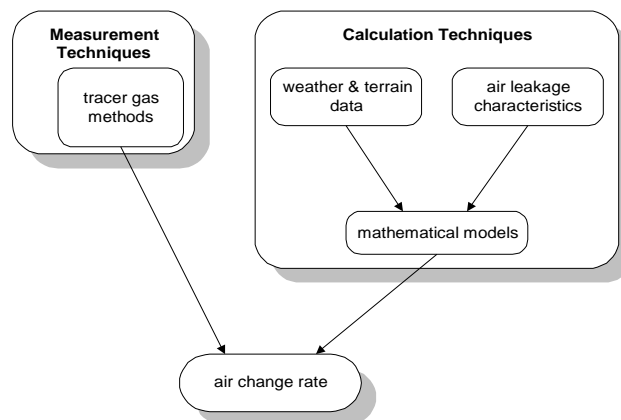 Measurement
Techniques
tracer gas
methods
Calculation Techniques
weather & terrain
data
air leakage
characteristics
mathematical models
air change rate